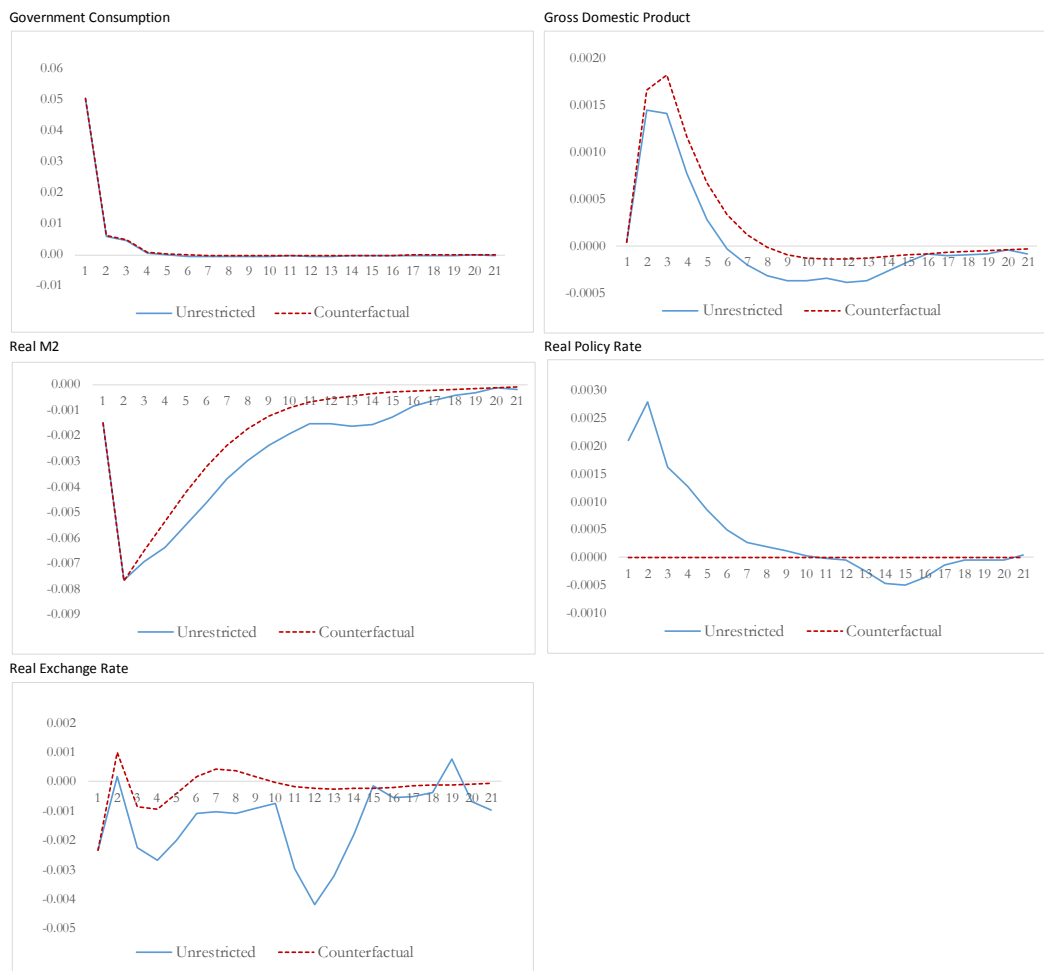 Government Consumption
0.06
0.05
0.04
0.03
0.02
0.01
0.00
-0.01
1 2 3 4 5 6 7 8 9 10 11 12 13 14 15 16 17 18 19 20 21
Unrestricted Counterfactual
Gross Domestic Product
0.0020
0.0015
0.0010
0.0005
0.0000
-0.0005
1 2 3 4 5 6 7 8 9 10 11 12 13 14 15 16 17 18 19 20 21
Unrestricted Counterfactual
Real M2
0.000
-0.001
-0.002
-0.003
-0.004
-0.005
-0.006
-0.007
-0.008
-0.009
1 2 3 4 5 6 7 8 9 10 11 12 13 14 15 16 17 18 19 20 21
Unrestricted Counterfactual
Real Policy Rate
0.0030
0.0025
0.0020
0.0015
0.0010
0.0005
0.0000
-0.0005
-0.0010
1 2 3 4 5 6 7 8 9 10 11 12 13 14 15 16 17 18 19 20 21
Unrestricted Counterfactual
Real Exchange Rate
0.002
0.001
0.000
-0.001
-0.002
-0.003
-0.004
-0.005
1 2 3 4 5 6 7 8 9 10 11 12 13 14 15 16 17 18 19 20 21
Unrestricted Counterfactual